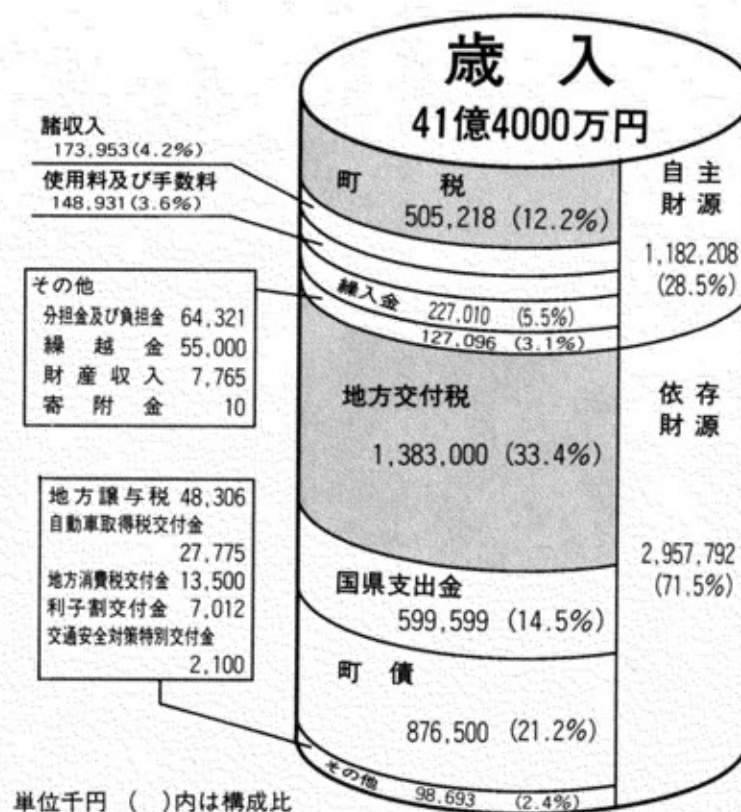 歳入
41億4000万円
諸収入
173,953(4.2%)
使用料及び手数料
148,931(3.6%)
町税
505,218 (12.2%)
自主
財源
1,182,208
(28.5%)
繰入金 227,010 (5.5%)
127,096 (3.1%)
その他
分担金及び負担金 64,321
繰越金 55,000
財産収入 7,765
寄附金 10
地方交付税
1,383,000 (33.4%)
依存
財源
2,957,792
(71.5%)
地方譲与税 48,306
自動車取得税交付金
27,775
地方消費税交付金 13,500
利子割交付金 7,012
交通安全対策特別交付金
2,100
国県支出金
599,599 (14.5%)
町債
876,500 (21.2%)
その他 98,693 (2.4%)
単位千円 ( )内は構成比